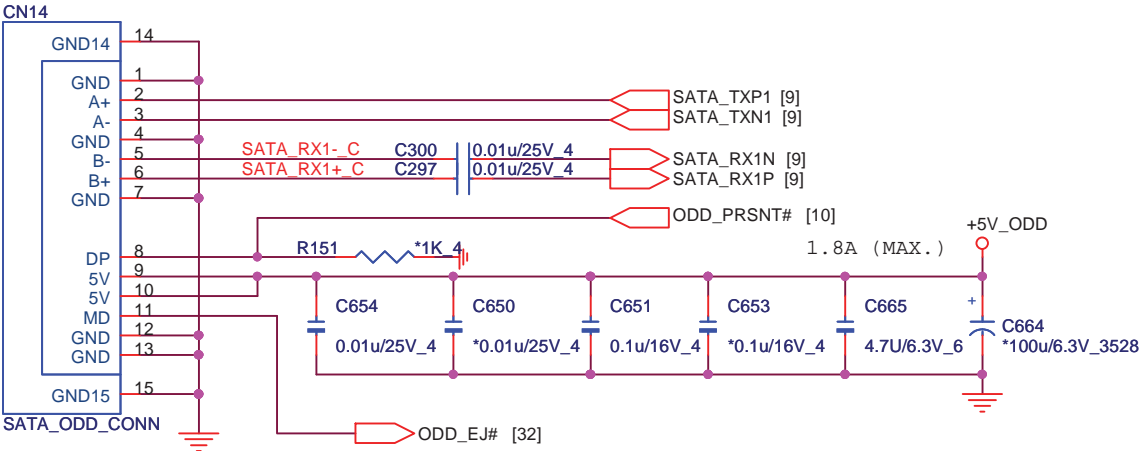 CN14
GND14 14
GND 1
A+ 2
A- 3
GND 4
B- 5
B+ 6
GND 7
DP 8
5V 9
5V 10
MD 11
GND 12
GND 13
GND15 15
SATA_ODD_CONN
SATA_TXP1 [9]
SATA_TXN1 [9]
SATA_RX1-_C C300 0.01u/25V_4 SATA_RX1N [9]
SATA_RX1+_C C297 0.01u/25V_4 SATA_RX1P [9]
ODD_PRSNT# [10]
R151 *1K_4
1.8A (MAX.)
+5V_ODD
C654
0.01u/25V_4
C650
*0.01u/25V_4
C651
0.1u/16V_4
C653
*0.1u/16V_4
C665
4.7U/6.3V_6
+
C664
*100u/6.3V_3528
ODD_EJ# [32]